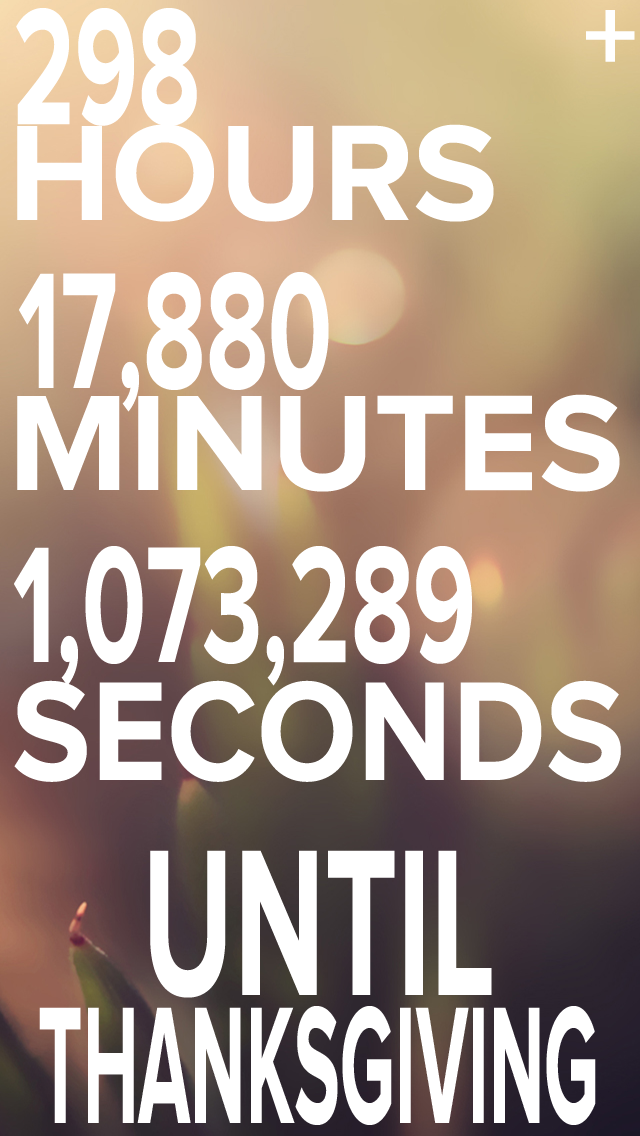 298
HOURS
17,880
MINUTES
1,073,289
SECONDS
UNTIL
THANKSGIVING